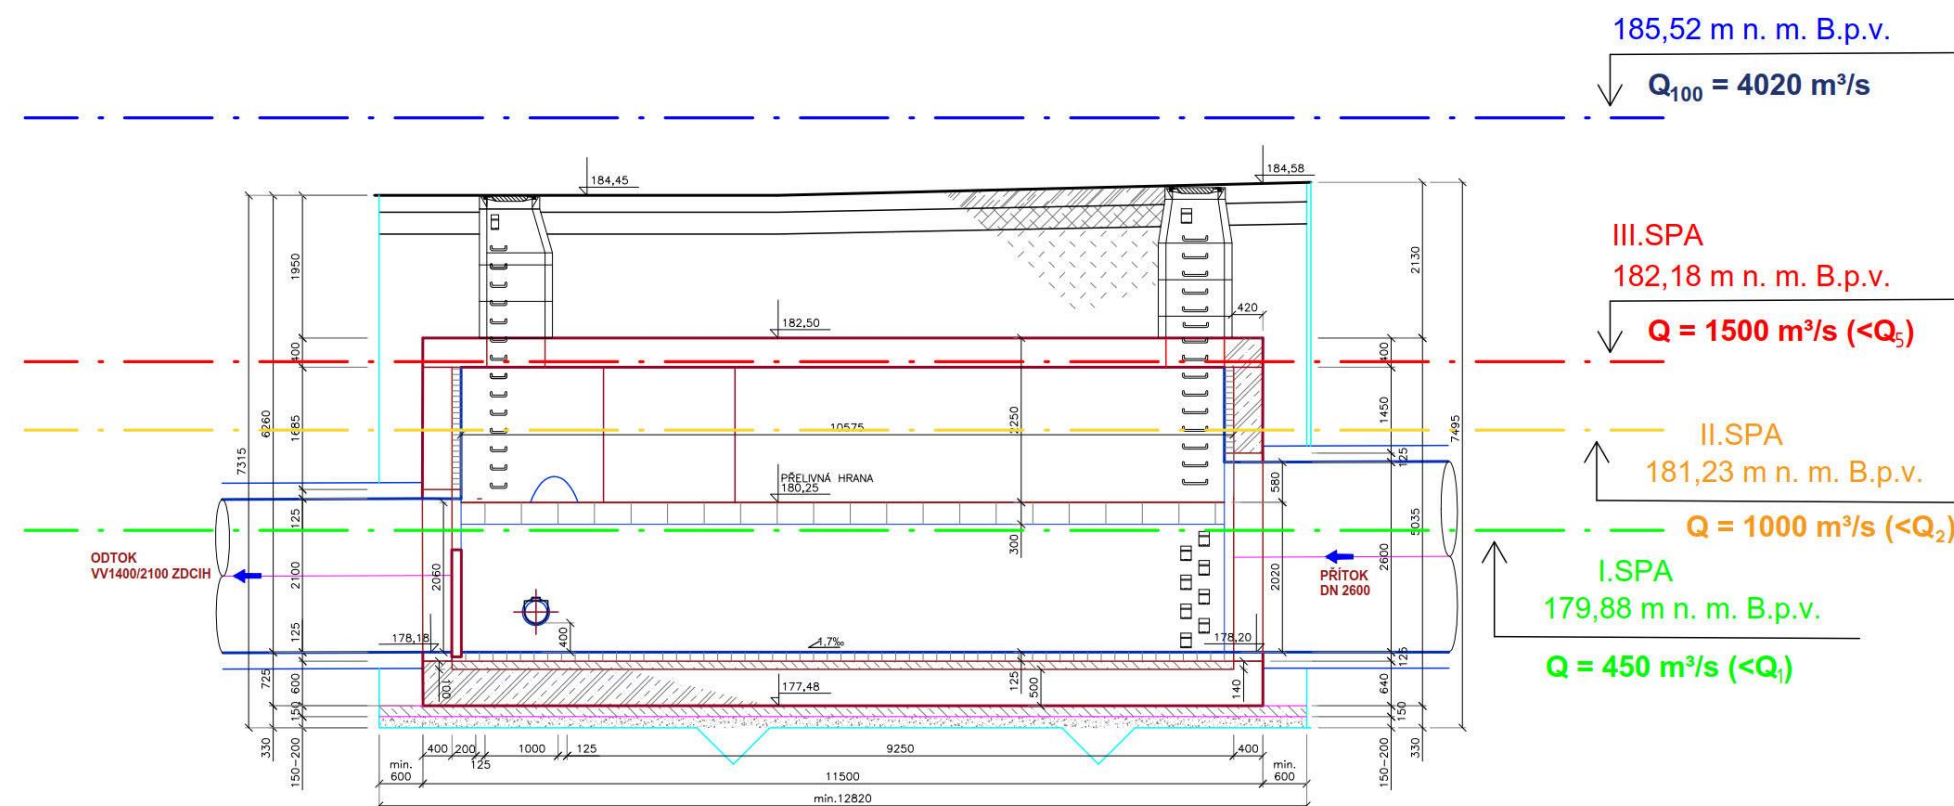 185,52 m n. m. B.p.v.
Q100 = 4020 m³/s
184,45
184,58
III.SPA
182,18 m n. m. B.p.v.
Q = 1500 m³/s (<Q5)
182,50
420
1950
400
1685
125
2100
125
600
150
150-200
6260
725
330
7315
2130
400
1450
125
580
2020
2600
5035
7495
125
640
150
150-200
330
10575
2250
PŘELIVNÁ HRANA
180,25
300
II.SPA
181,23 m n. m. B.p.v.
Q = 1000 m³/s (<Q2)
ODTOK
VV1400/2100 ZDCIH
2060
PŘÍTOK
DN 2600
I.SPA
179,88 m n. m. B.p.v.
Q = 450 m³/s (<Q1)
178,18
400
1.7‰
178,20
100
177,48
125
500
140
400
200
125
1000
125
9250
400
min.
600
11500
min.
600
min.12820